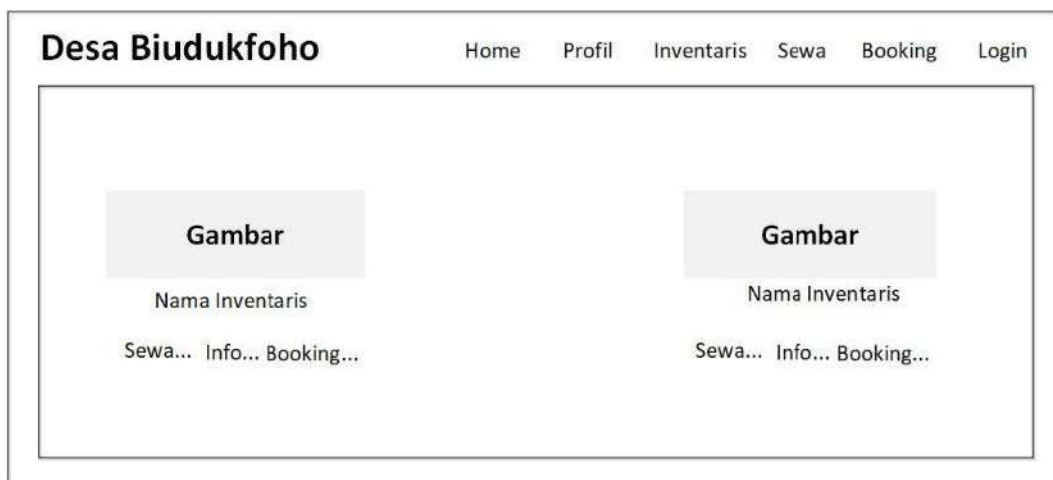 Desa Biudukfoho Home Profil Inventaris Sewa Booking Login
Gambar Gambar
Nama Inventaris Nama Inventaris
Sewa... Info... Booking... Sewa... Info... Booking...